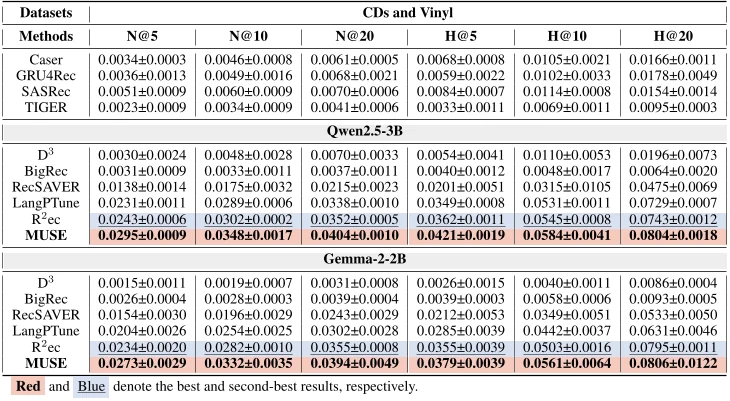 Datasets CDs and Vinyl
Methods N@5 N@10 N@20 H@5 H@10 H@20
Caser 0.0034±0.0003 0.0046±0.0008 0.0061±0.0005 0.0068±0.0008 0.0105±0.0021 0.0166±0.0011
GRU4Rec 0.0036±0.0013 0.0049±0.0016 0.0068±0.0021 0.0059±0.0022 0.0102±0.0033 0.0178±0.0049
SASRec 0.0051±0.0009 0.0060±0.0009 0.0070±0.0006 0.0084±0.0007 0.0114±0.0008 0.0154±0.0014
TIGER 0.0023±0.0009 0.0034±0.0009 0.0041±0.0006 0.0033±0.0011 0.0069±0.0011 0.0095±0.0003
Qwen2.5-3B
D³ 0.0030±0.0024 0.0048±0.0028 0.0070±0.0033 0.0054±0.0041 0.0110±0.0053 0.0196±0.0073
BigRec 0.0031±0.0009 0.0033±0.0011 0.0037±0.0011 0.0040±0.0012 0.0048±0.0017 0.0064±0.0020
RecSAVER 0.0138±0.0014 0.0175±0.0032 0.0215±0.0023 0.0201±0.0051 0.0315±0.0105 0.0475±0.0069
LangPTune 0.0231±0.0011 0.0289±0.0006 0.0338±0.0010 0.0349±0.0008 0.0531±0.0011 0.0729±0.0007
R²ec 0.0243±0.0006 0.0302±0.0002 0.0352±0.0005 0.0362±0.0011 0.0545±0.0008 0.0743±0.0012
MUSE 0.0295±0.0009 0.0348±0.0017 0.0404±0.0010 0.0421±0.0019 0.0584±0.0041 0.0804±0.0018
Gemma-2-2B
D³ 0.0015±0.0011 0.0019±0.0007 0.0031±0.0008 0.0026±0.0015 0.0040±0.0011 0.0086±0.0004
BigRec 0.0026±0.0004 0.0028±0.0003 0.0039±0.0004 0.0039±0.0003 0.0058±0.0006 0.0093±0.0005
RecSAVER 0.0154±0.0030 0.0196±0.0029 0.0243±0.0029 0.0212±0.0053 0.0349±0.0051 0.0533±0.0050
LangPTune 0.0204±0.0026 0.0254±0.0025 0.0302±0.0028 0.0285±0.0039 0.0442±0.0037 0.0631±0.0046
R²ec 0.0234±0.0020 0.0282±0.0010 0.0355±0.0008 0.0355±0.0039 0.0503±0.0016 0.0795±0.0011
MUSE 0.0273±0.0029 0.0332±0.0035 0.0394±0.0049 0.0379±0.0039 0.0561±0.0064 0.0806±0.0122
Red and Blue denote the best and second-best results, respectively.